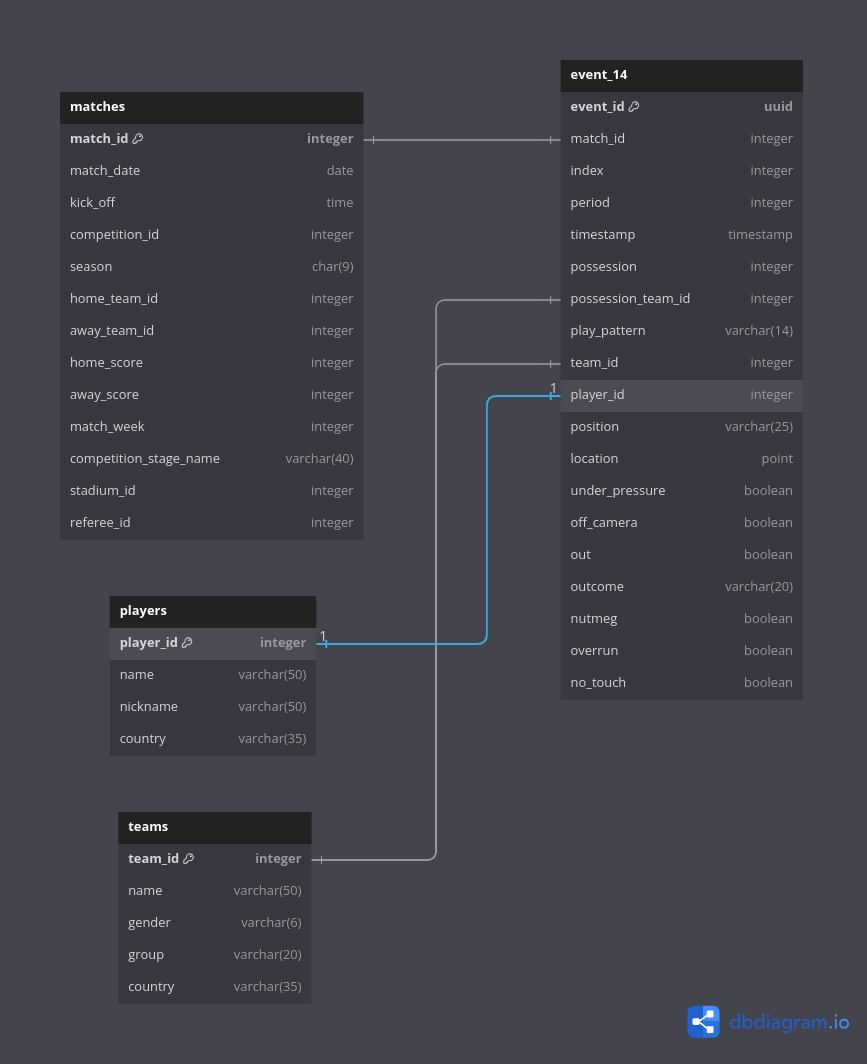 matches
match_id integer
match_date date
kick_off time
competition_id integer
season char(9)
home_team_id integer
away_team_id integer
home_score integer
away_score integer
match_week integer
competition_stage_name varchar(40)
stadium_id integer
referee_id integer
players
player_id integer
1
name varchar(50)
nickname varchar(50)
country varchar(35)
teams
team_id integer
name varchar(50)
gender varchar(6)
group varchar(20)
country varchar(35)
event_14
event_id uuid
match_id integer
index integer
period integer
timestamp timestamp
possession integer
possession_team_id integer
play_pattern varchar(14)
team_id integer
1
player_id integer
position varchar(25)
location point
under_pressure boolean
off_camera boolean
out boolean
outcome varchar(20)
nutmeg boolean
overrun boolean
no_touch boolean
dbdiagram.io